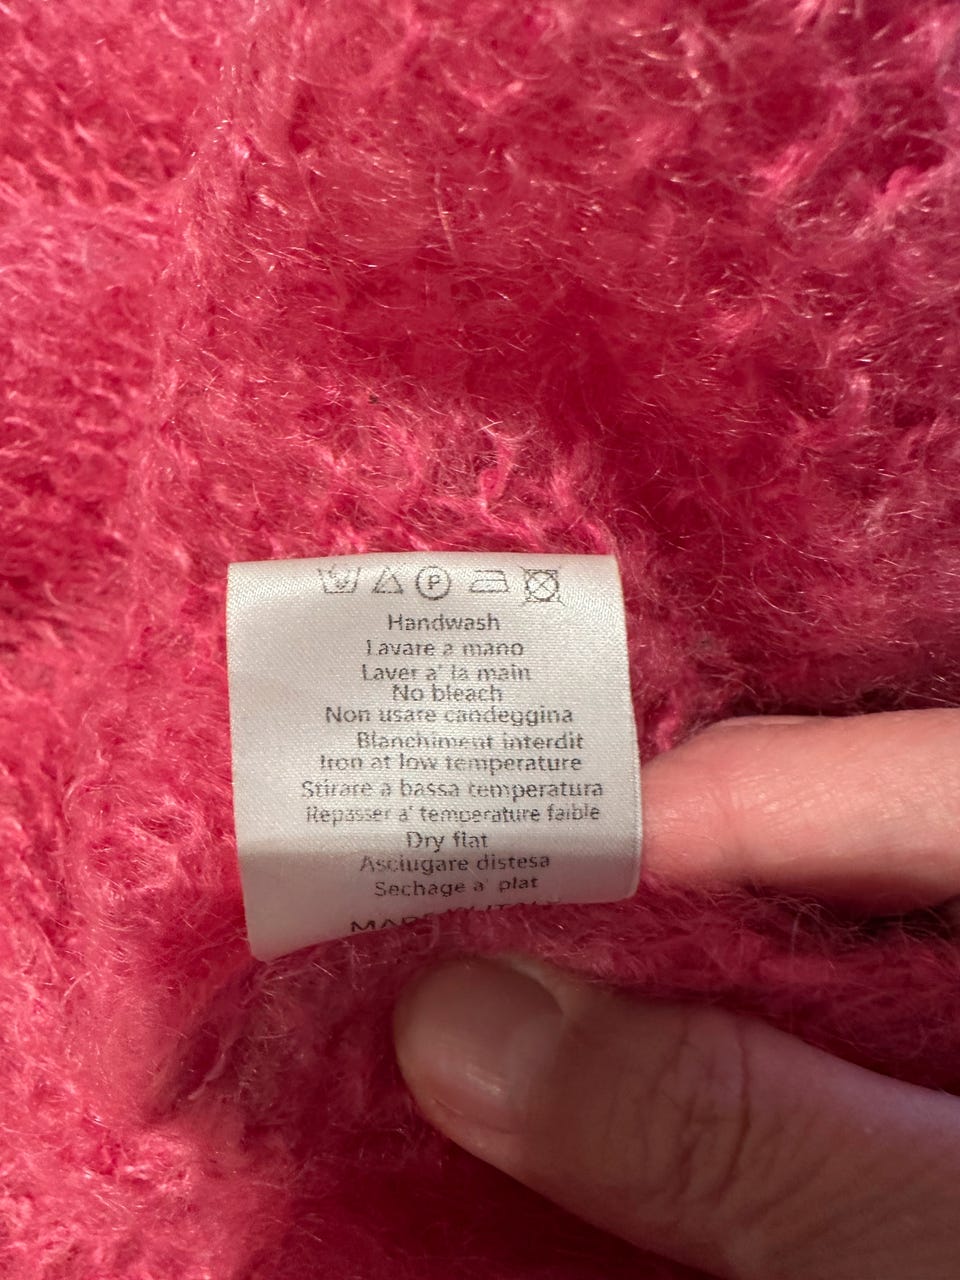 P
Handwash
Lavare a mano
Laver a' la main
No bleach
Non usare candeggina
Blanchiment interdit
Iron at low temperature
Stirare a bassa temperatura
Repasser a' temperature faible
Dry flat
Asciugare distesa
Sechage a' plat